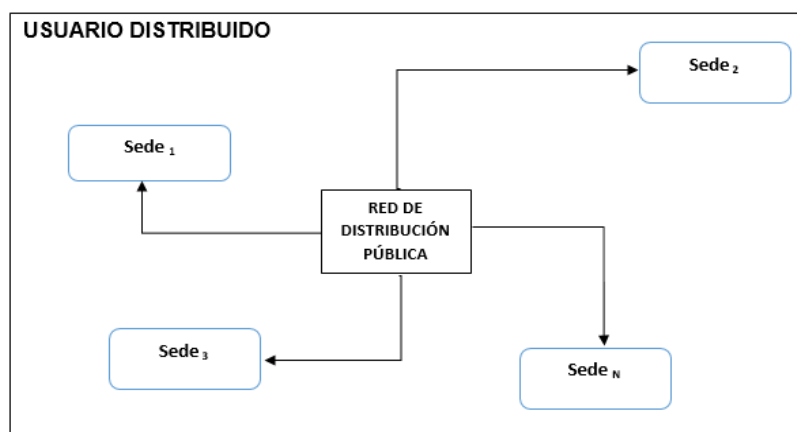 USUARIO DISTRIBUIDO
Sede 2
Sede 1
RED DE
DISTRIBUCIÓN
PÚBLICA
Sede 3
Sede N